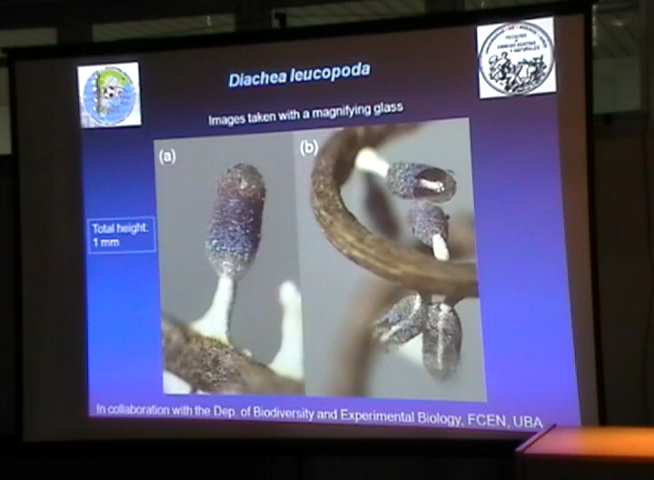 Diachea leucopoda
Images taken with a magnifying glass
(a)
(b)
Total height:
1 mm
In collaboration with the Dep. of Biodiversity and Experimental Biology, FCEN, UBA